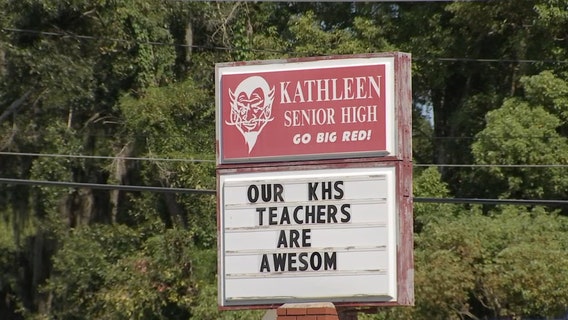 KATHLEEN
SENIOR HIGH
GO BIG RED!
OUR KHS
TEACHERS
ARE
AWESOM